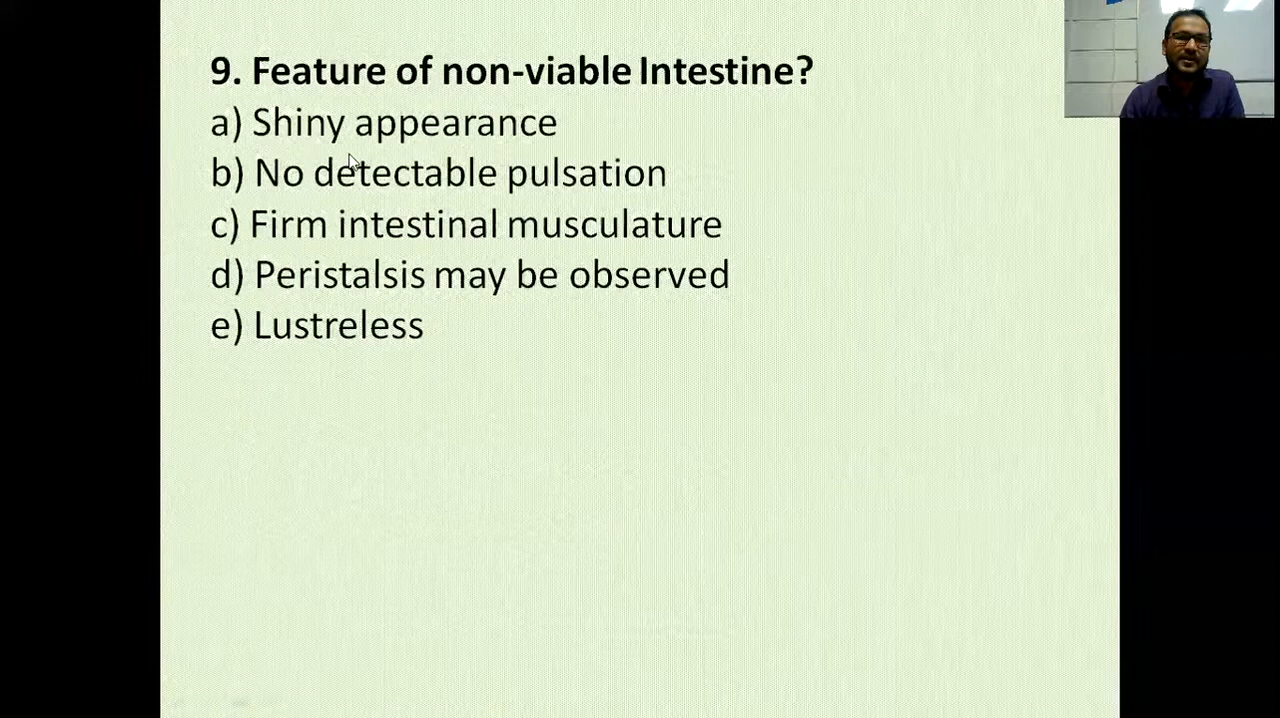 9. Feature of non-viable Intestine?
a) Shiny appearance
b) No detectable pulsation
c) Firm intestinal musculature
d) Peristalsis may be observed
e) Lustreless